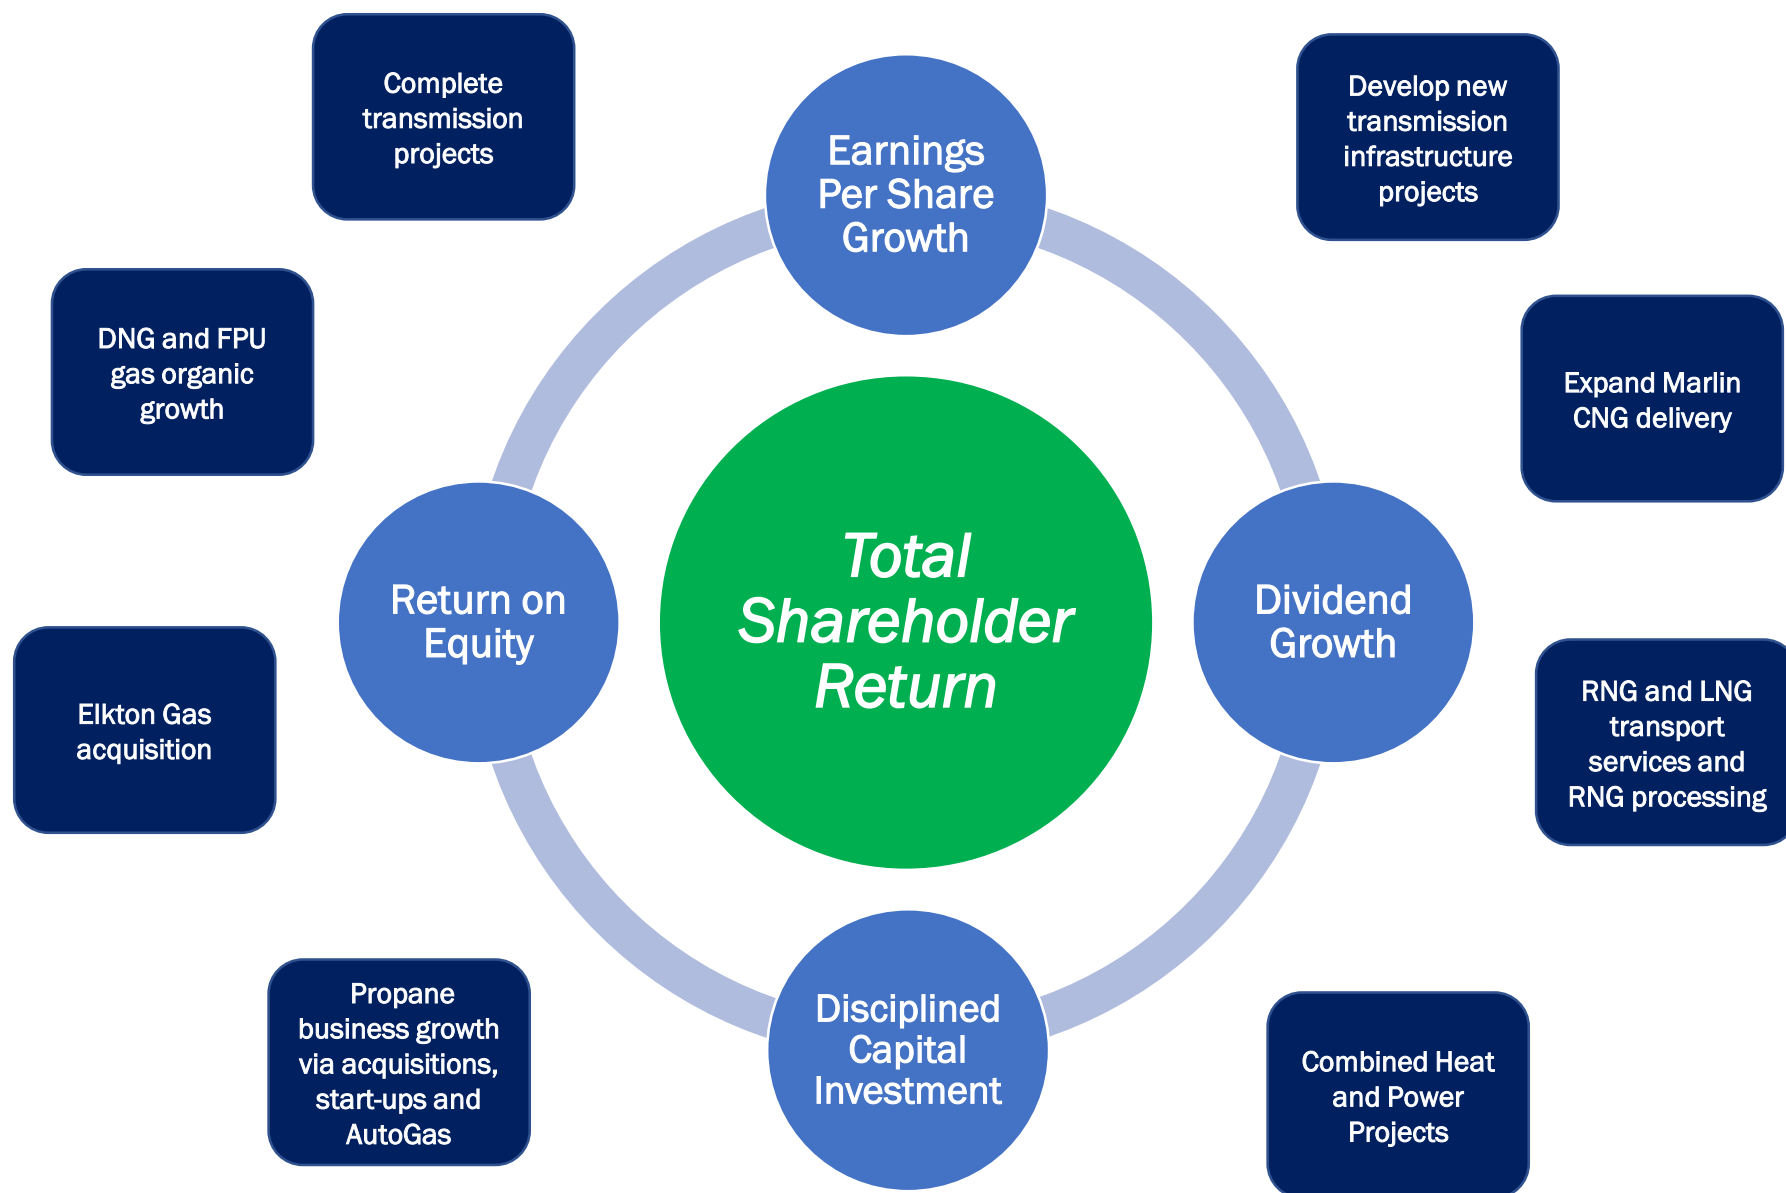 Complete
transmission
projects
Develop new
transmission
infrastructure
projects
Earnings
Per Share
Growth
DNG and FPU
gas organic
growth
Expand Marlin
CNG delivery
Total
Shareholder
Return
Return on
Equity
Dividend
Growth
Elkton Gas
acquisition
RNG and LNG
transport
services and
RNG processing
Propane
business growth
via acquisitions,
start-ups and
AutoGas
Disciplined
Capital
Investment
Combined Heat
and Power
Projects